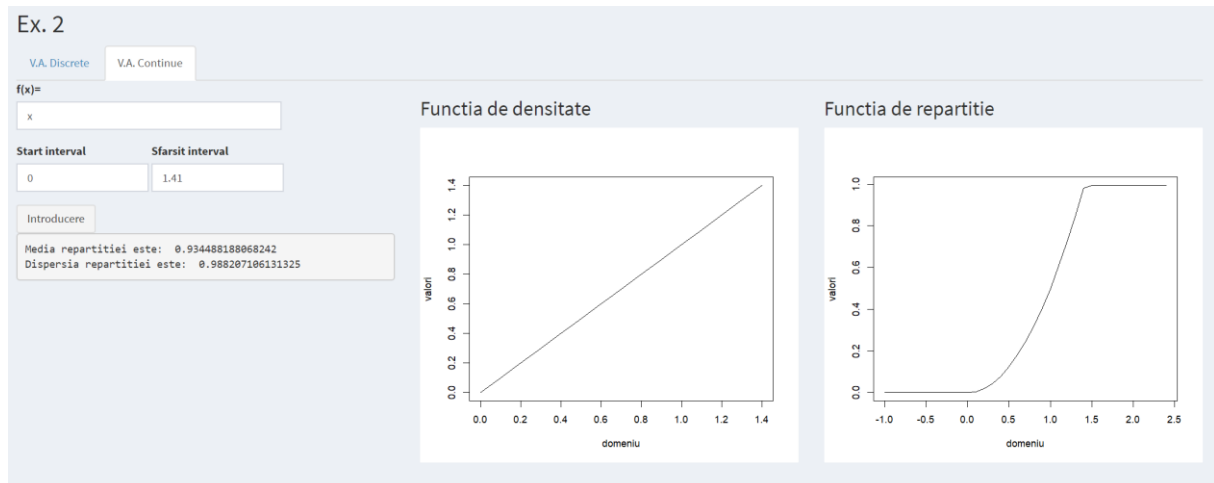 Ex. 2
V.A. Discrete V.A. Continue
f(x)=
x
Start interval Sfarsit interval
0 1.41
Introducere
Media repartitiei este: 0.934488188068242
Dispersia repartitiei este: 0.988207106131325
Functia de densitate
valori
1.4
1.2
1.0
0.8
0.6
0.4
0.2
0.0
0.0 0.2 0.4 0.6 0.8 1.0 1.2 1.4
domeniu
Functia de repartitie
valori
1.0
0.8
0.6
0.4
0.2
0.0
-1.0 -0.5 0.0 0.5 1.0 1.5 2.0 2.5
domeniu